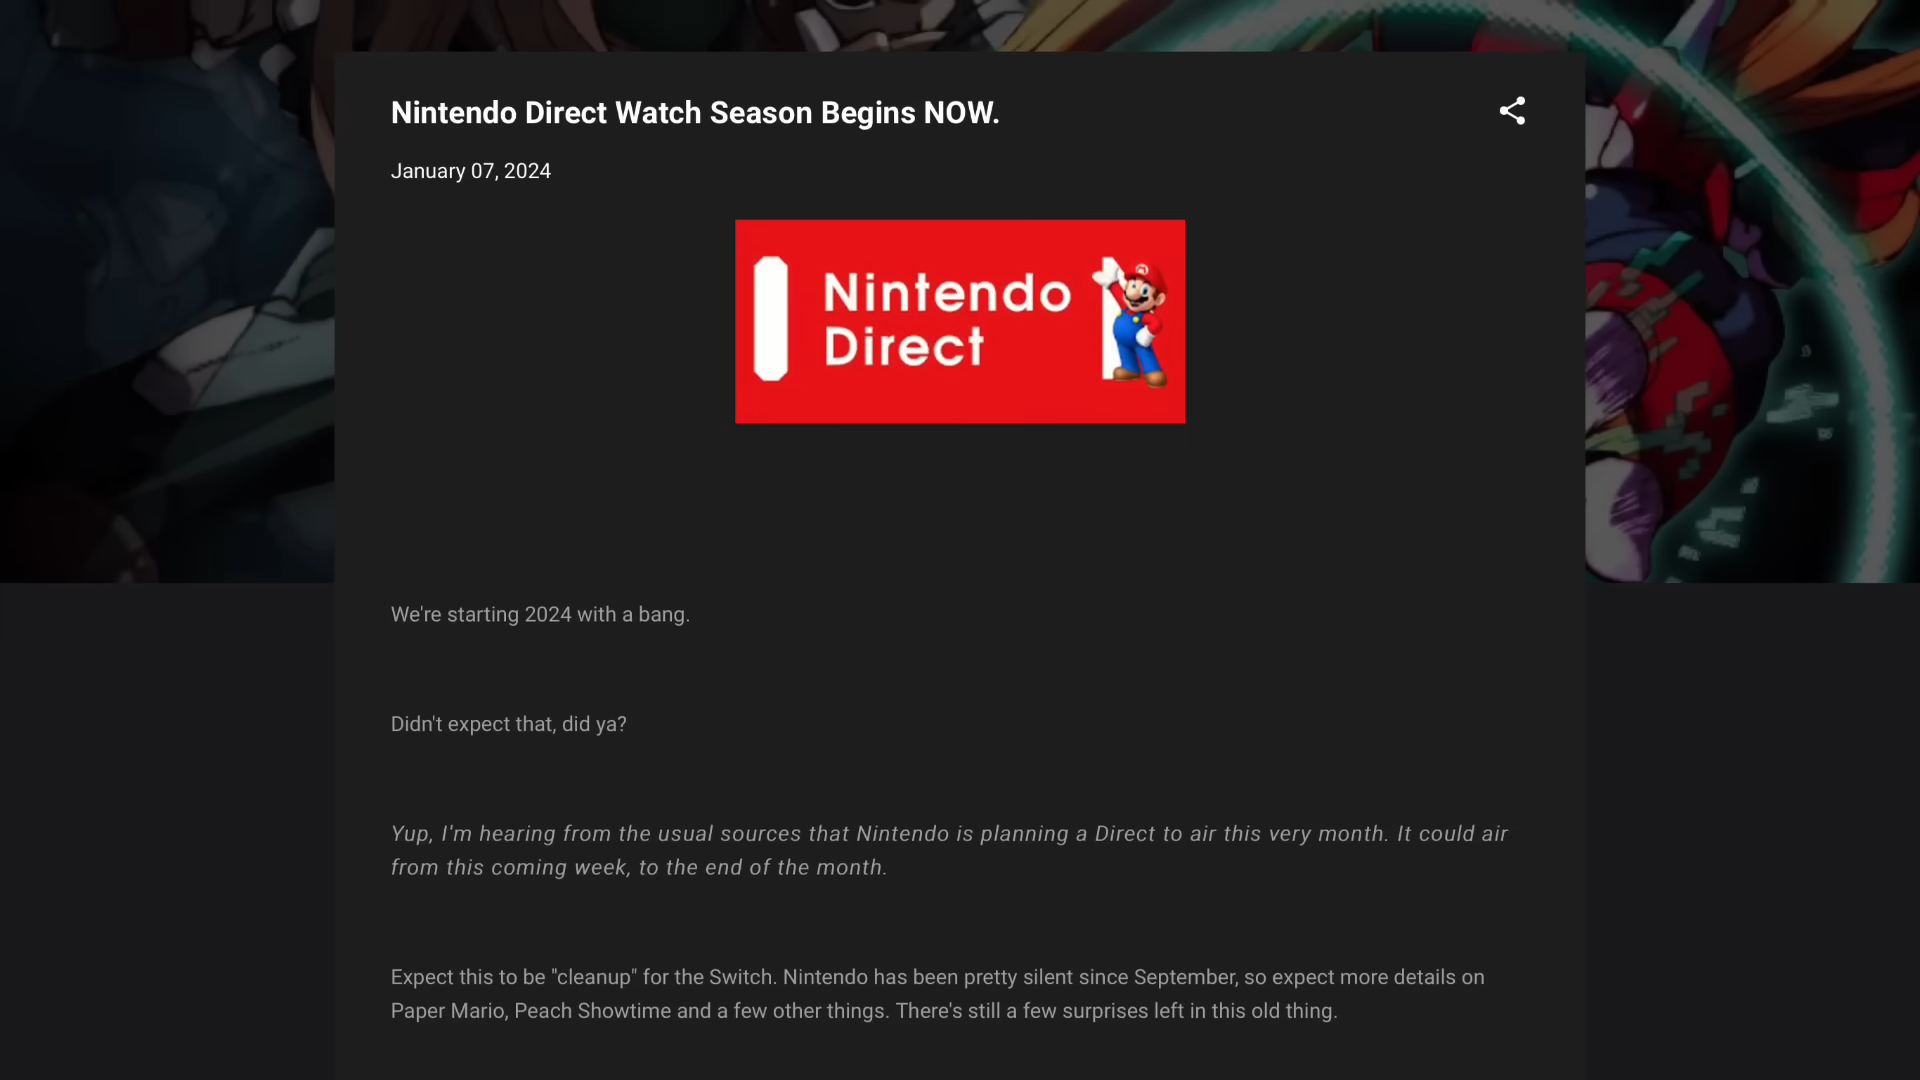 Nintendo Direct Watch Season Begins NOW.
January 07, 2024
Nintendo
Direct
We're starting 2024 with a bang.
Didn't expect that, did ya?
Yup, I'm hearing from the usual sources that Nintendo is planning a Direct to air this very month. It could air
from this coming week, to the end of the month.
Expect this to be "cleanup" for the Switch. Nintendo has been pretty silent since September, so expect more details on
Paper Mario, Peach Showtime and a few other things. There's still a few surprises left in this old thing.